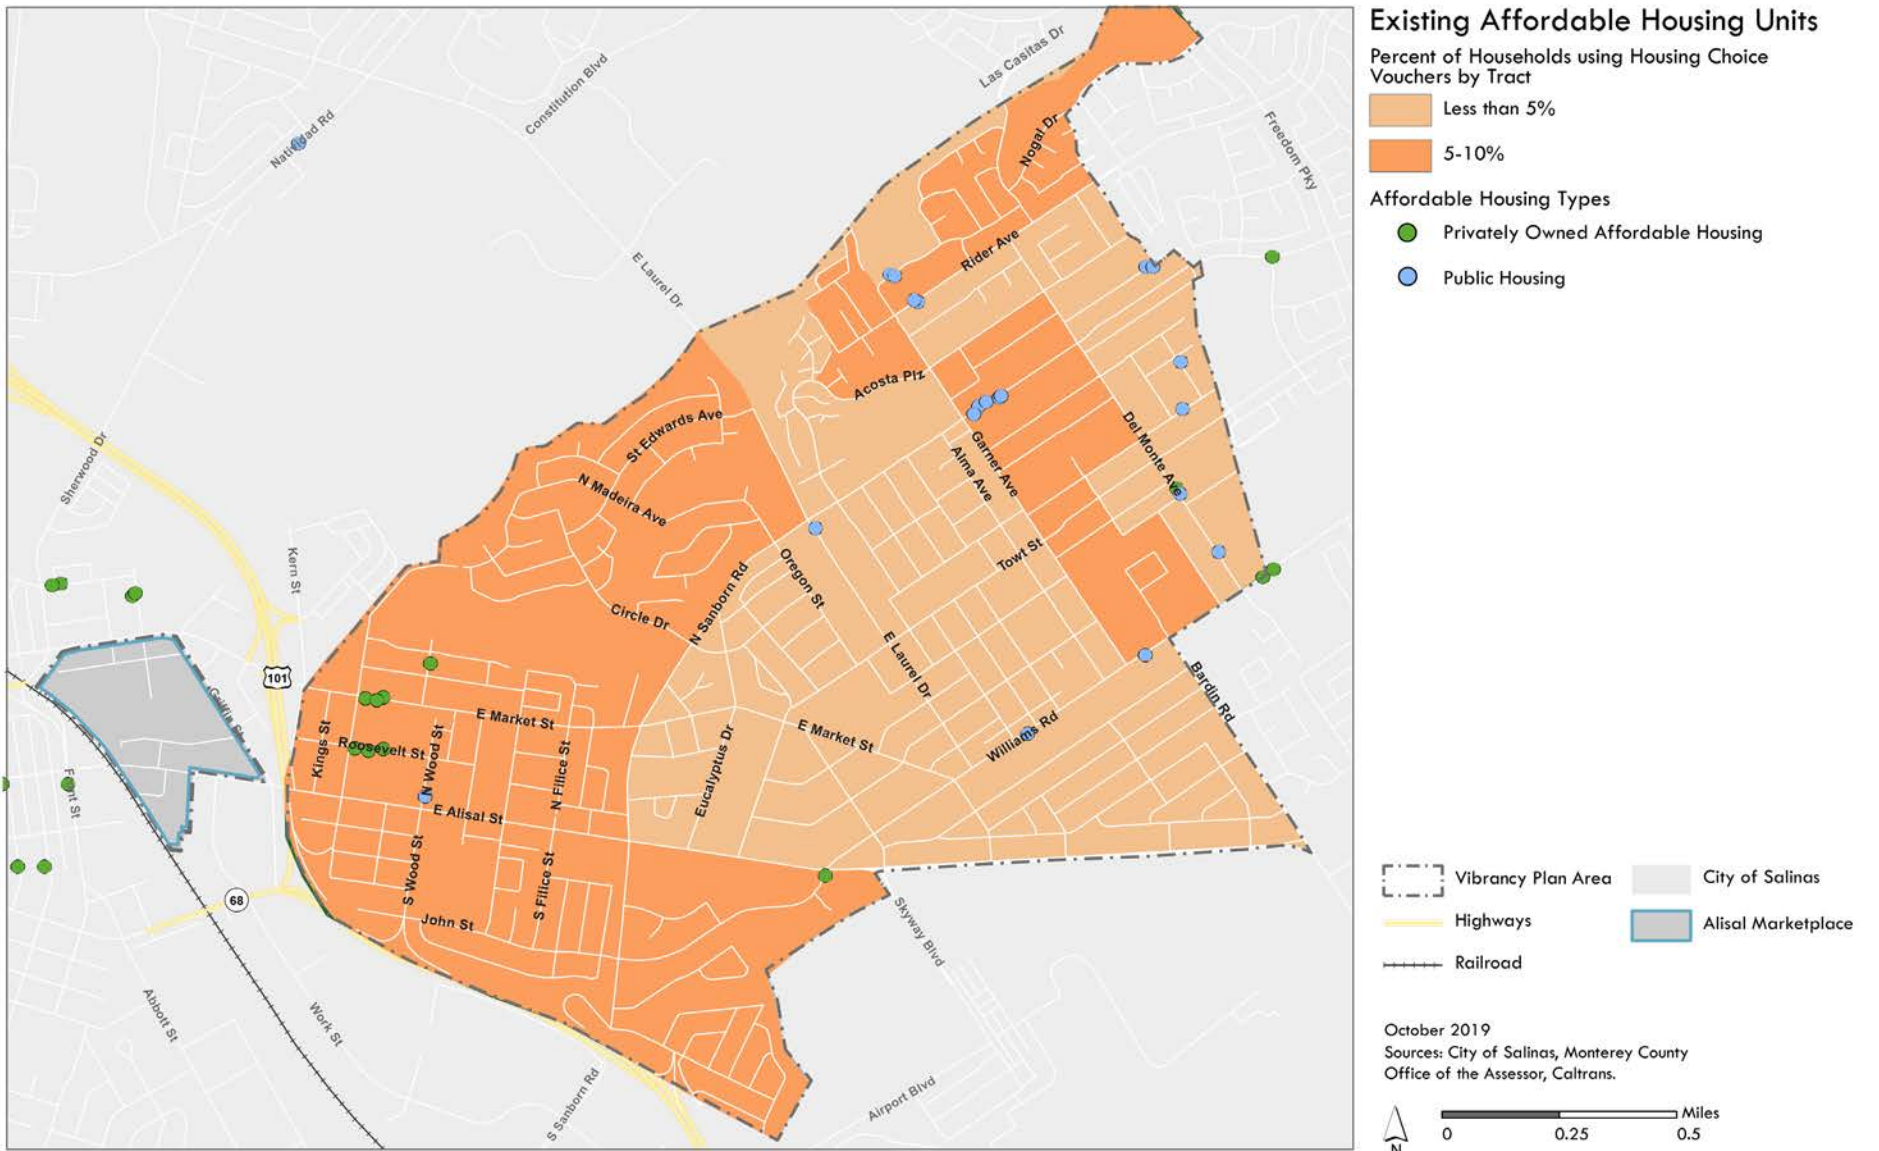 Existing Affordable Housing Units
Percent of Households using Housing Choice
Vouchers by Tract
Less than 5%
5-10%
Affordable Housing Types
Privately Owned Affordable Housing
Public Housing
Las Casitas Dr
Constitution Blvd
Natividad Rd
Nogal Dr
Freedom Pky
Rider Ave
E Laurel Dr
Acosta Plz
St Edwards Ave
Sherwood Dr
N Madeira Ave
Del Monte Ave
Garner Ave
Alma Ave
Towt St
Kern St
Oregon St
N Sanborn Rd
Circle Dr
E Laurel Dr
Bardin Rd
101
Griffin St
E Market St
E Market St
Williams Rd
Kings St
Roosevelt St
N Wood St
N Filice St
Eucalyptus Dr
Front St
E Alisal St
S Wood St
S Filice St
68
John St
Skyway Blvd
Abbott St
Work St
S Sanborn Rd
Airport Blvd
Vibrancy Plan Area
City of Salinas
Highways
Alisal Marketplace
Railroad
October 2019
Sources: City of Salinas, Monterey County
Office of the Assessor, Caltrans.
Miles
0 0.25 0.5
N